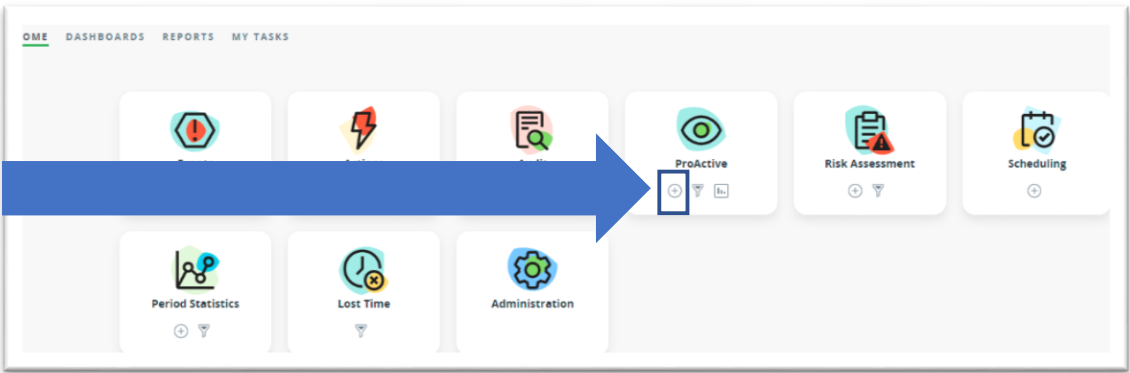 OME DASHBOARDS REPORTS MY TASKS
ProActive Risk Assessment Scheduling
Period Statistics Lost Time Administration